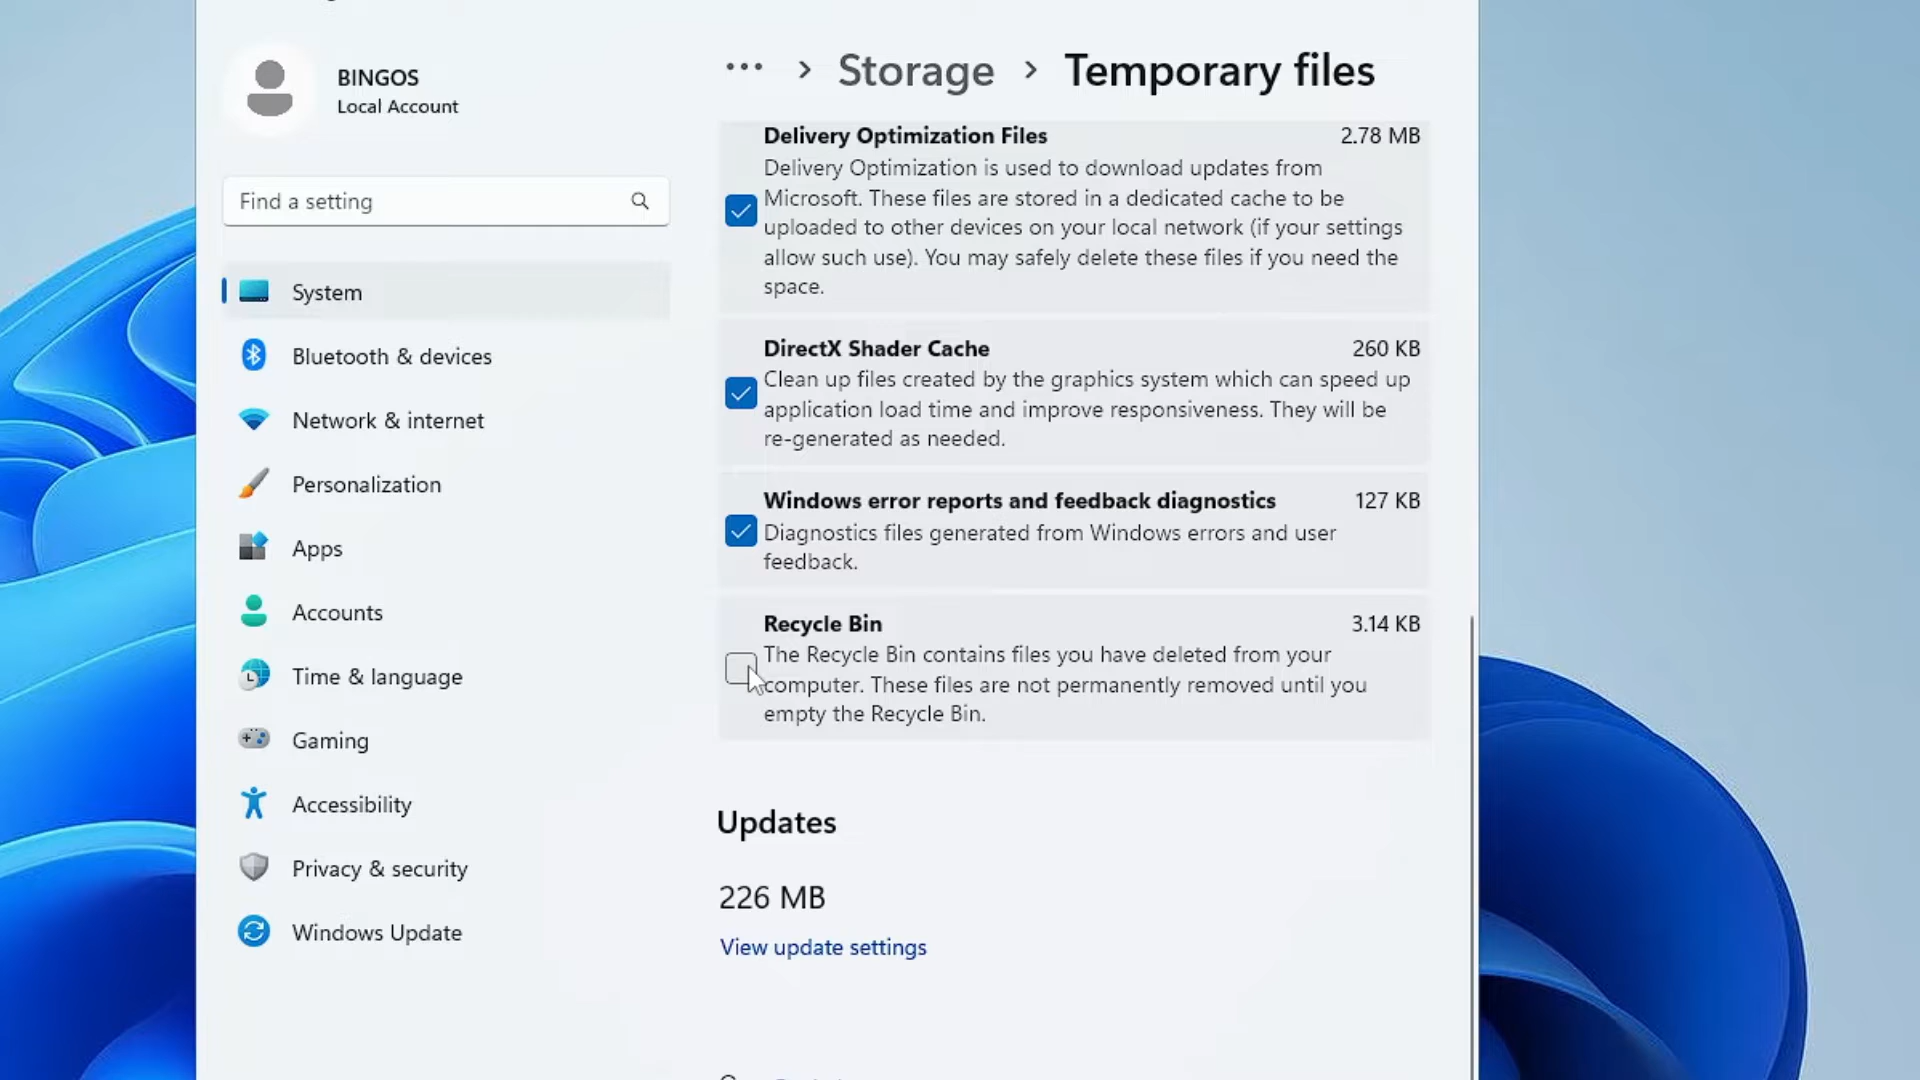 BINGOS
Local Account
Find a setting
System
Bluetooth & devices
Network & internet
Personalization
Apps
Accounts
Time & language
Gaming
Accessibility
Privacy & security
Windows Update
... > Storage > Temporary files
Delivery Optimization Files 2.78 MB
Delivery Optimization is used to download updates from
Microsoft. These files are stored in a dedicated cache to be
uploaded to other devices on your local network (if your settings
allow such use). You may safely delete these files if you need the
space.
DirectX Shader Cache 260 KB
Clean up files created by the graphics system which can speed up
application load time and improve responsiveness. They will be
re-generated as needed.
Windows error reports and feedback diagnostics 127 KB
Diagnostics files generated from Windows errors and user
feedback.
Recycle Bin 3.14 KB
The Recycle Bin contains files you have deleted from your
computer. These files are not permanently removed until you
empty the Recycle Bin.
Updates
226 MB
View update settings